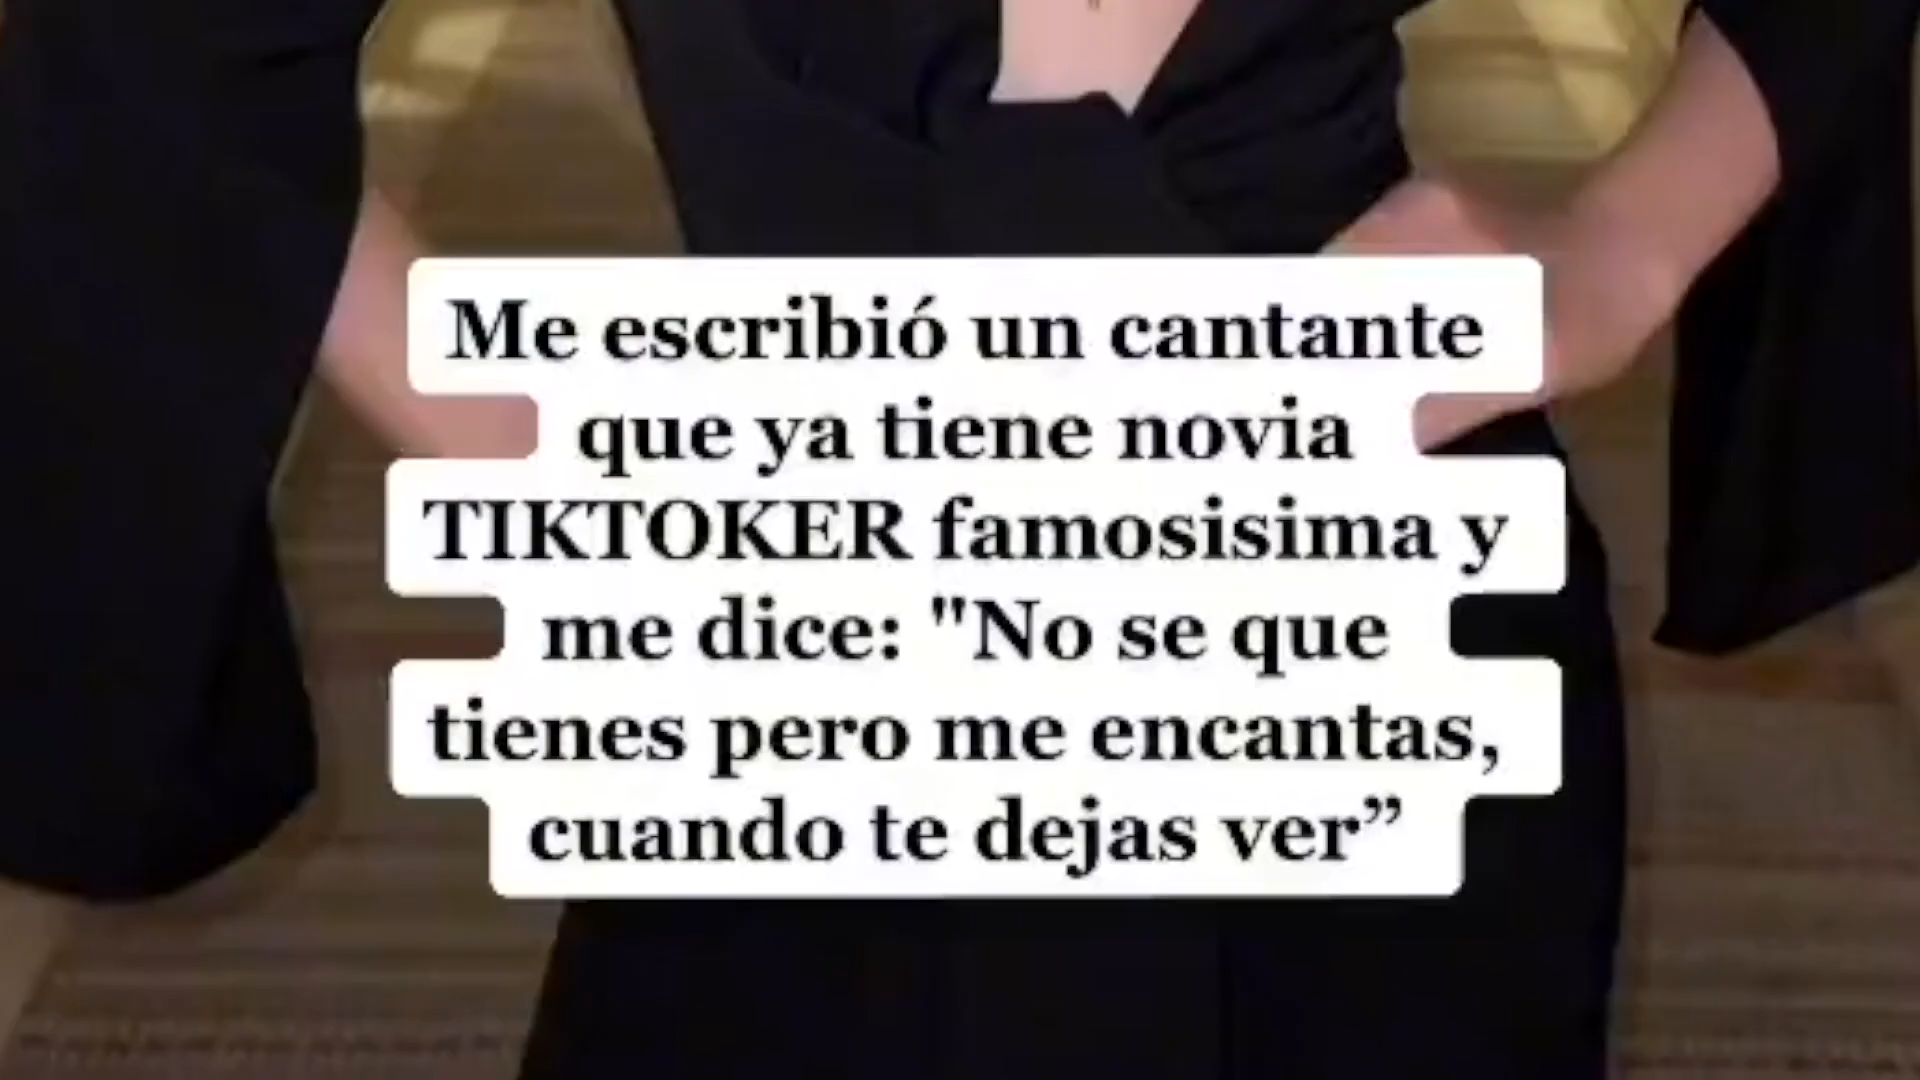 Me escribió un cantante
que ya tiene novia
TIKTOKER famosisima y
me dice: "No se que
tienes pero me encantas,
cuando te dejas ver”